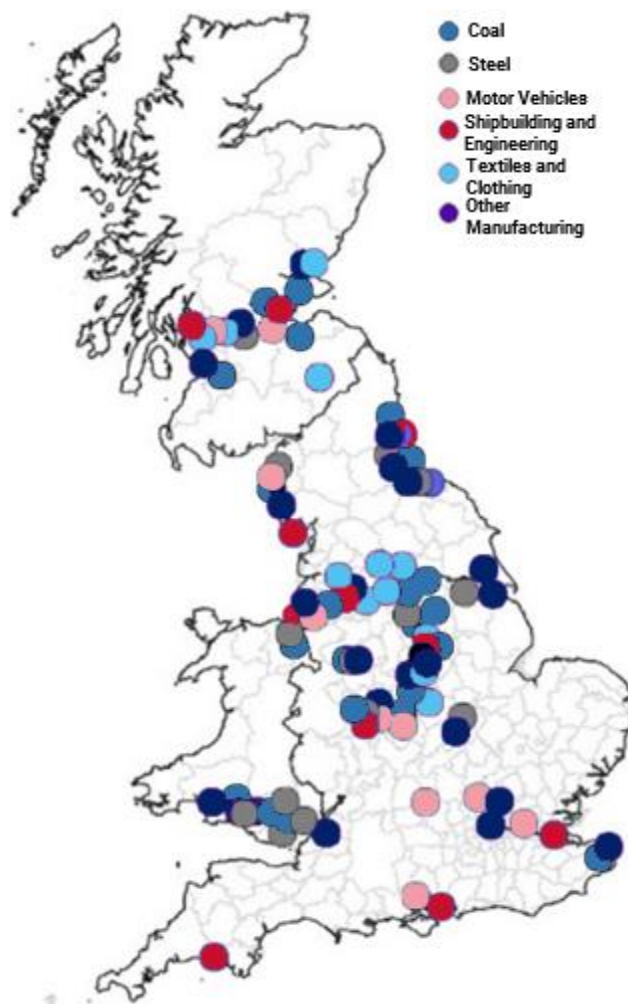 Coal
Steel
Motor Vehicles
Shipbuilding and
Engineering
Textiles and
Clothing
Other
Manufacturing